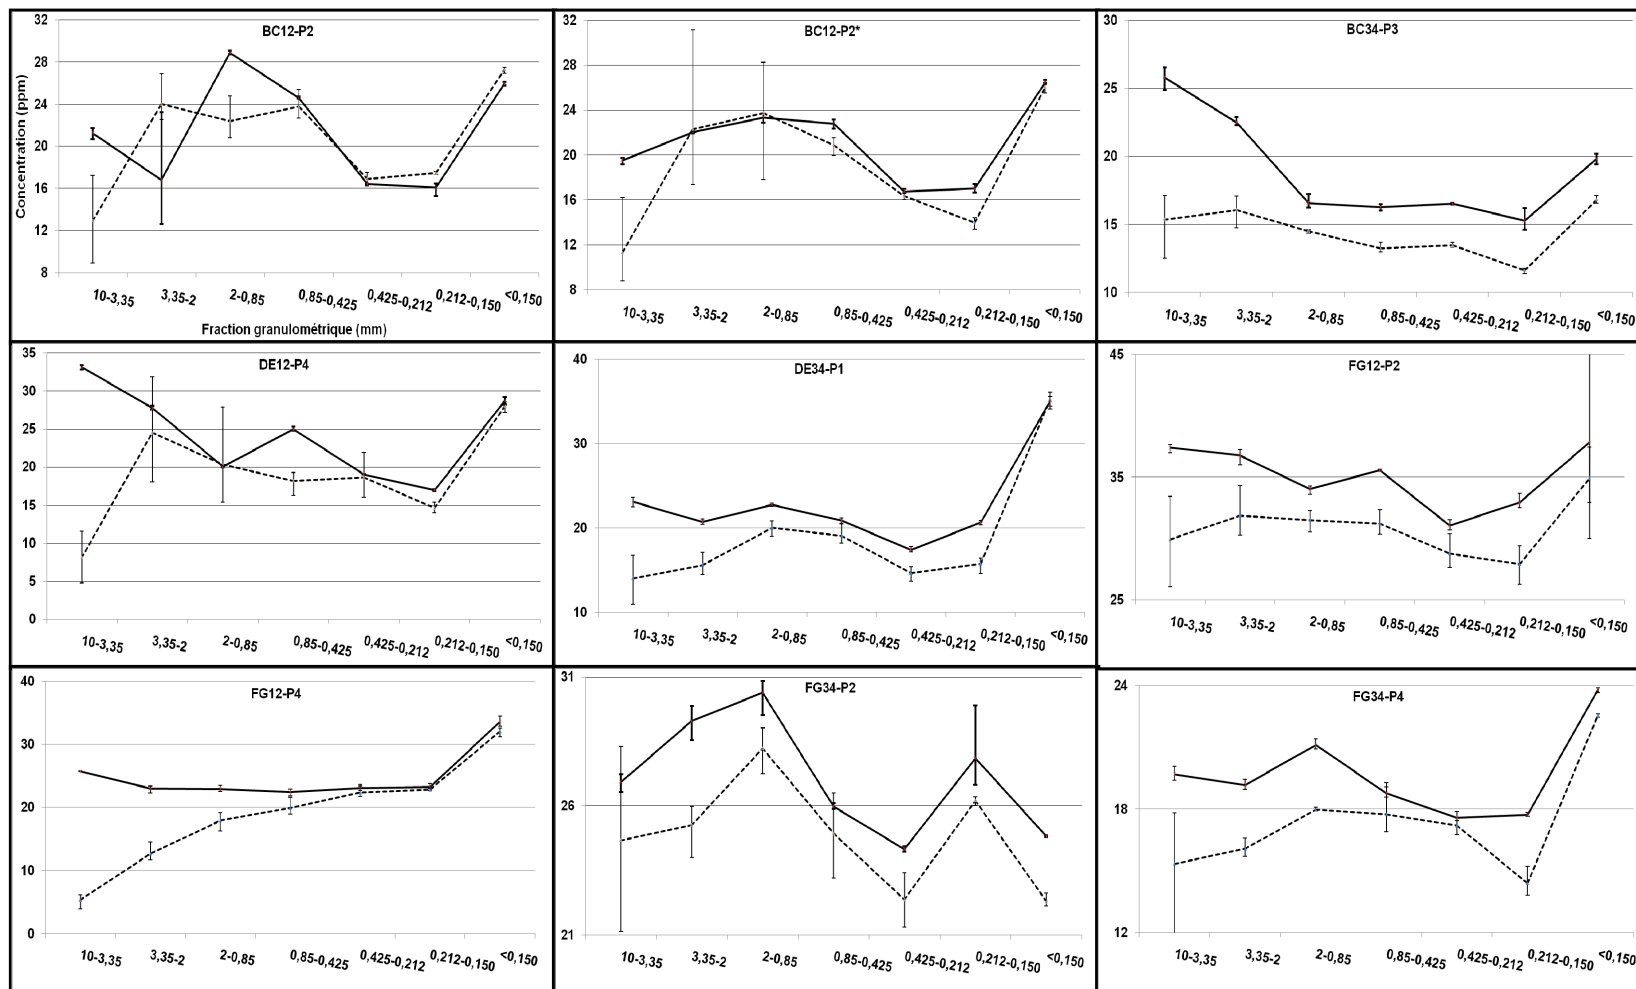 BC12-P2
Concentration (ppm)
32
28
24
20
16
12
8
10-3,35 3,35-2 2-0,85 0,85-0,425 0,425-0,212 0,212-0,150 <0,150
Fraction granulométrique (mm)
BC12-P2*
32
28
24
20
16
12
8
10-3,35 3,35-2 2-0,85 0,85-0,425 0,425-0,212 0,212-0,150 <0,150
BC34-P3
30
25
20
15
10
10-3,35 3,35-2 2-0,85 0,85-0,425 0,425-0,212 0,212-0,150 <0,150
DE12-P4
35
30
25
20
15
10
5
0
10-3,35 3,35-2 2-0,85 0,85-0,425 0,425-0,212 0,212-0,150 <0,150
DE34-P1
40
30
20
10
10-3,35 3,35-2 2-0,85 0,85-0,425 0,425-0,212 0,212-0,150 <0,150
FG12-P2
45
35
25
10-3,35 3,35-2 2-0,85 0,85-0,425 0,425-0,212 0,212-0,150 <0,150
FG12-P4
40
30
20
10
0
10-3,35 3,35-2 2-0,85 0,85-0,425 0,425-0,212 0,212-0,150 <0,150
FG34-P2
31
26
21
10-3,35 3,35-2 2-0,85 0,85-0,425 0,425-0,212 0,212-0,150 <0,150
FG34-P4
24
18
12
10-3,35 3,35-2 2-0,85 0,85-0,425 0,425-0,212 0,212-0,150 <0,150